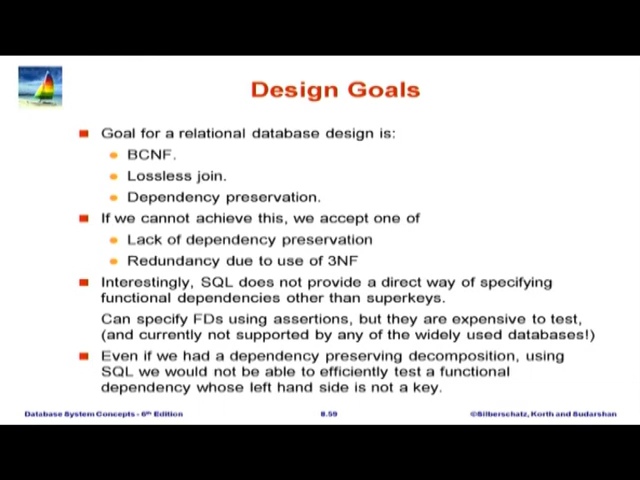 Design Goals
Goal for a relational database design is:
BCNF.
Lossless join.
Dependency preservation.
If we cannot achieve this, we accept one of
Lack of dependency preservation
Redundancy due to use of 3NF
Interestingly, SQL does not provide a direct way of specifying
functional dependencies other than superkeys.
Can specify FDs using assertions, but they are expensive to test,
(and currently not supported by any of the widely used databases!)
Even if we had a dependency preserving decomposition, using
SQL we would not be able to efficiently test a functional
dependency whose left hand side is not a key.
Database System Concepts - 6th Edition
8.59
©Silberschatz, Korth and Sudarshan